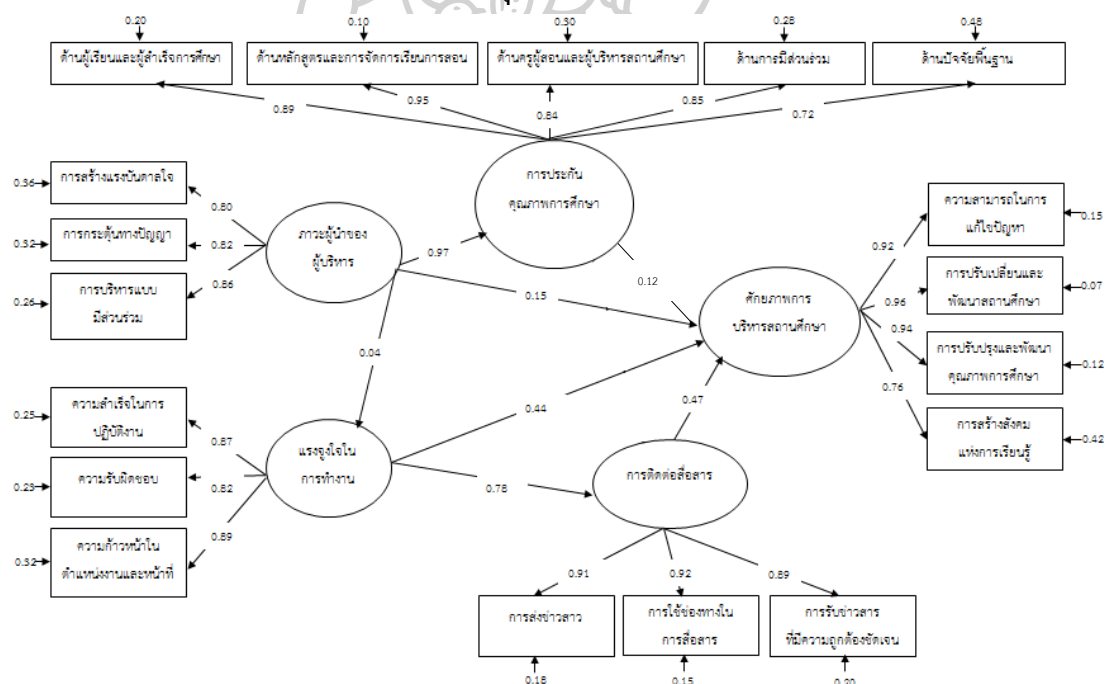 0.20
0.10
0.30
0.28
0.48
ด้านผู้เรียนและผู้สำเร็จการศึกษา
ด้านหลักสูตรและการจัดการเรียนการสอน
ด้านครูผู้สอนและผู้บริหารสถานศึกษา
ด้านการมีส่วนร่วม
ด้านปัจจัยพื้นฐาน
0.89
0.95
0.84
0.85
0.72
การประกัน
คุณภาพการศึกษา
0.36
การสร้างแรงบันดาลใจ
0.80
0.32
การกระตุ้นทางปัญญา
0.82
0.26
การบริหารแบบ
มีส่วนร่วม
0.86
ภาวะผู้นำของ
ผู้บริหาร
0.97
0.15
0.12
0.04
ศักยภาพการ
บริหารสถานศึกษา
0.92
0.96
0.94
0.76
ความสามารถในการ
แก้ไขปัญหา
0.15
การปรับเปลี่ยนและ
พัฒนาสถานศึกษา
0.07
การปรับปรุงและพัฒนา
คุณภาพการศึกษา
0.12
การสร้างสังคม
แห่งการเรียนรู้
0.42
0.25
ความสำเร็จในการ
ปฏิบัติงาน
0.87
0.23
ความรับผิดชอบ
0.82
0.32
ความก้าวหน้าใน
ตำแหน่งงานและหน้าที่
0.89
แรงจูงใจใน
การทำงาน
0.44
0.47
0.78
การติดต่อสื่อสาร
0.91
0.92
0.89
การส่งข่าวสาว
การใช้ช่องทางใน
การสื่อสาร
การรับข่าวสาร
ที่มีความถูกต้องชัดเจน
0.18
0.15
0.20